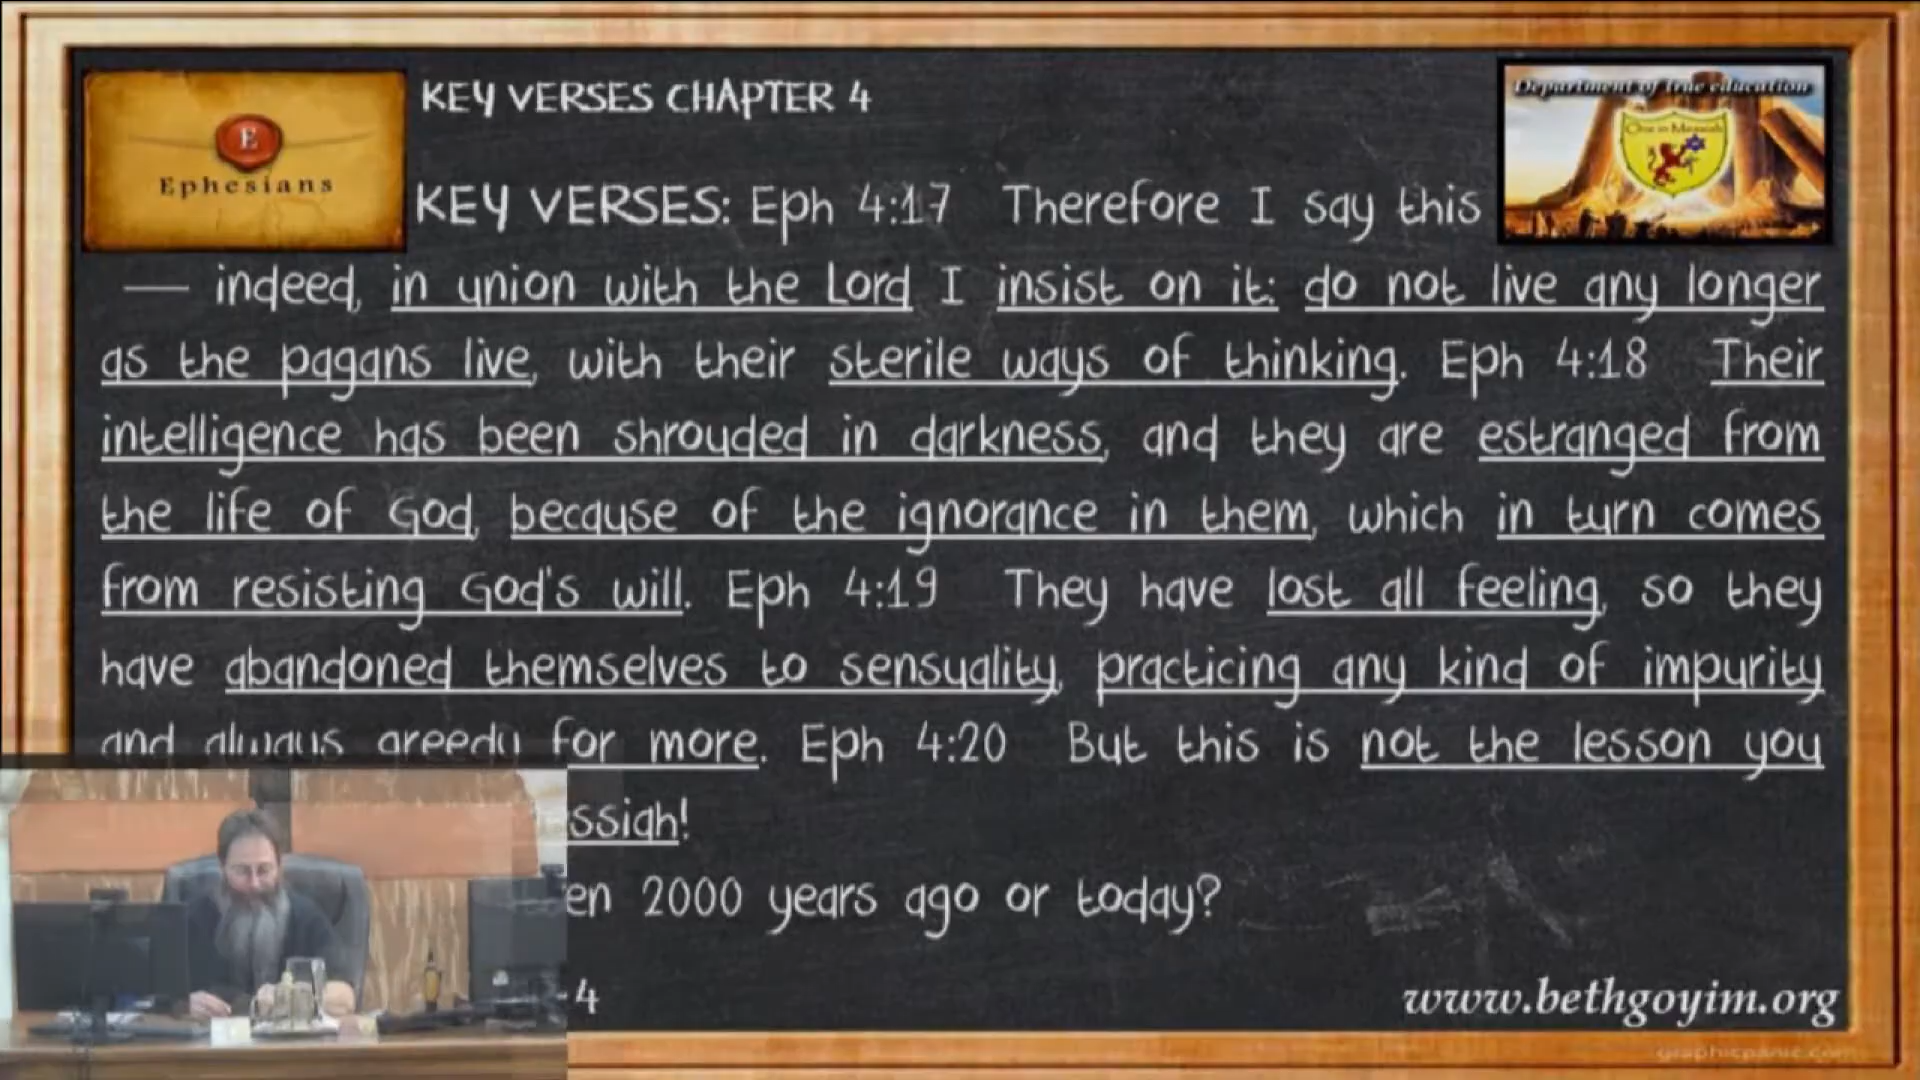 KEY VERSES CHAPTER 4
E
Ephesians
Department of true education
One in Messiah
KEY VERSES: Eph 4:17 Therefore I say this
— indeed, in union with the Lord I insist on it: do not live any longer
as the pagans live, with their sterile ways of thinking. Eph 4:18 Their
intelligence has been shrouded in darkness, and they are estranged from
the life of God, because of the ignorance in them, which in turn comes
from resisting God's will. Eph 4:19 They have lost all feeling, so they
have abandoned themselves to sensuality, practicing any kind of impurity
and always greedy for more. Eph 4:20 But this is not the lesson you
ssiah!
en 2000 years ago or today?
-4
www.bethgoyim.org
graphicpanic.com